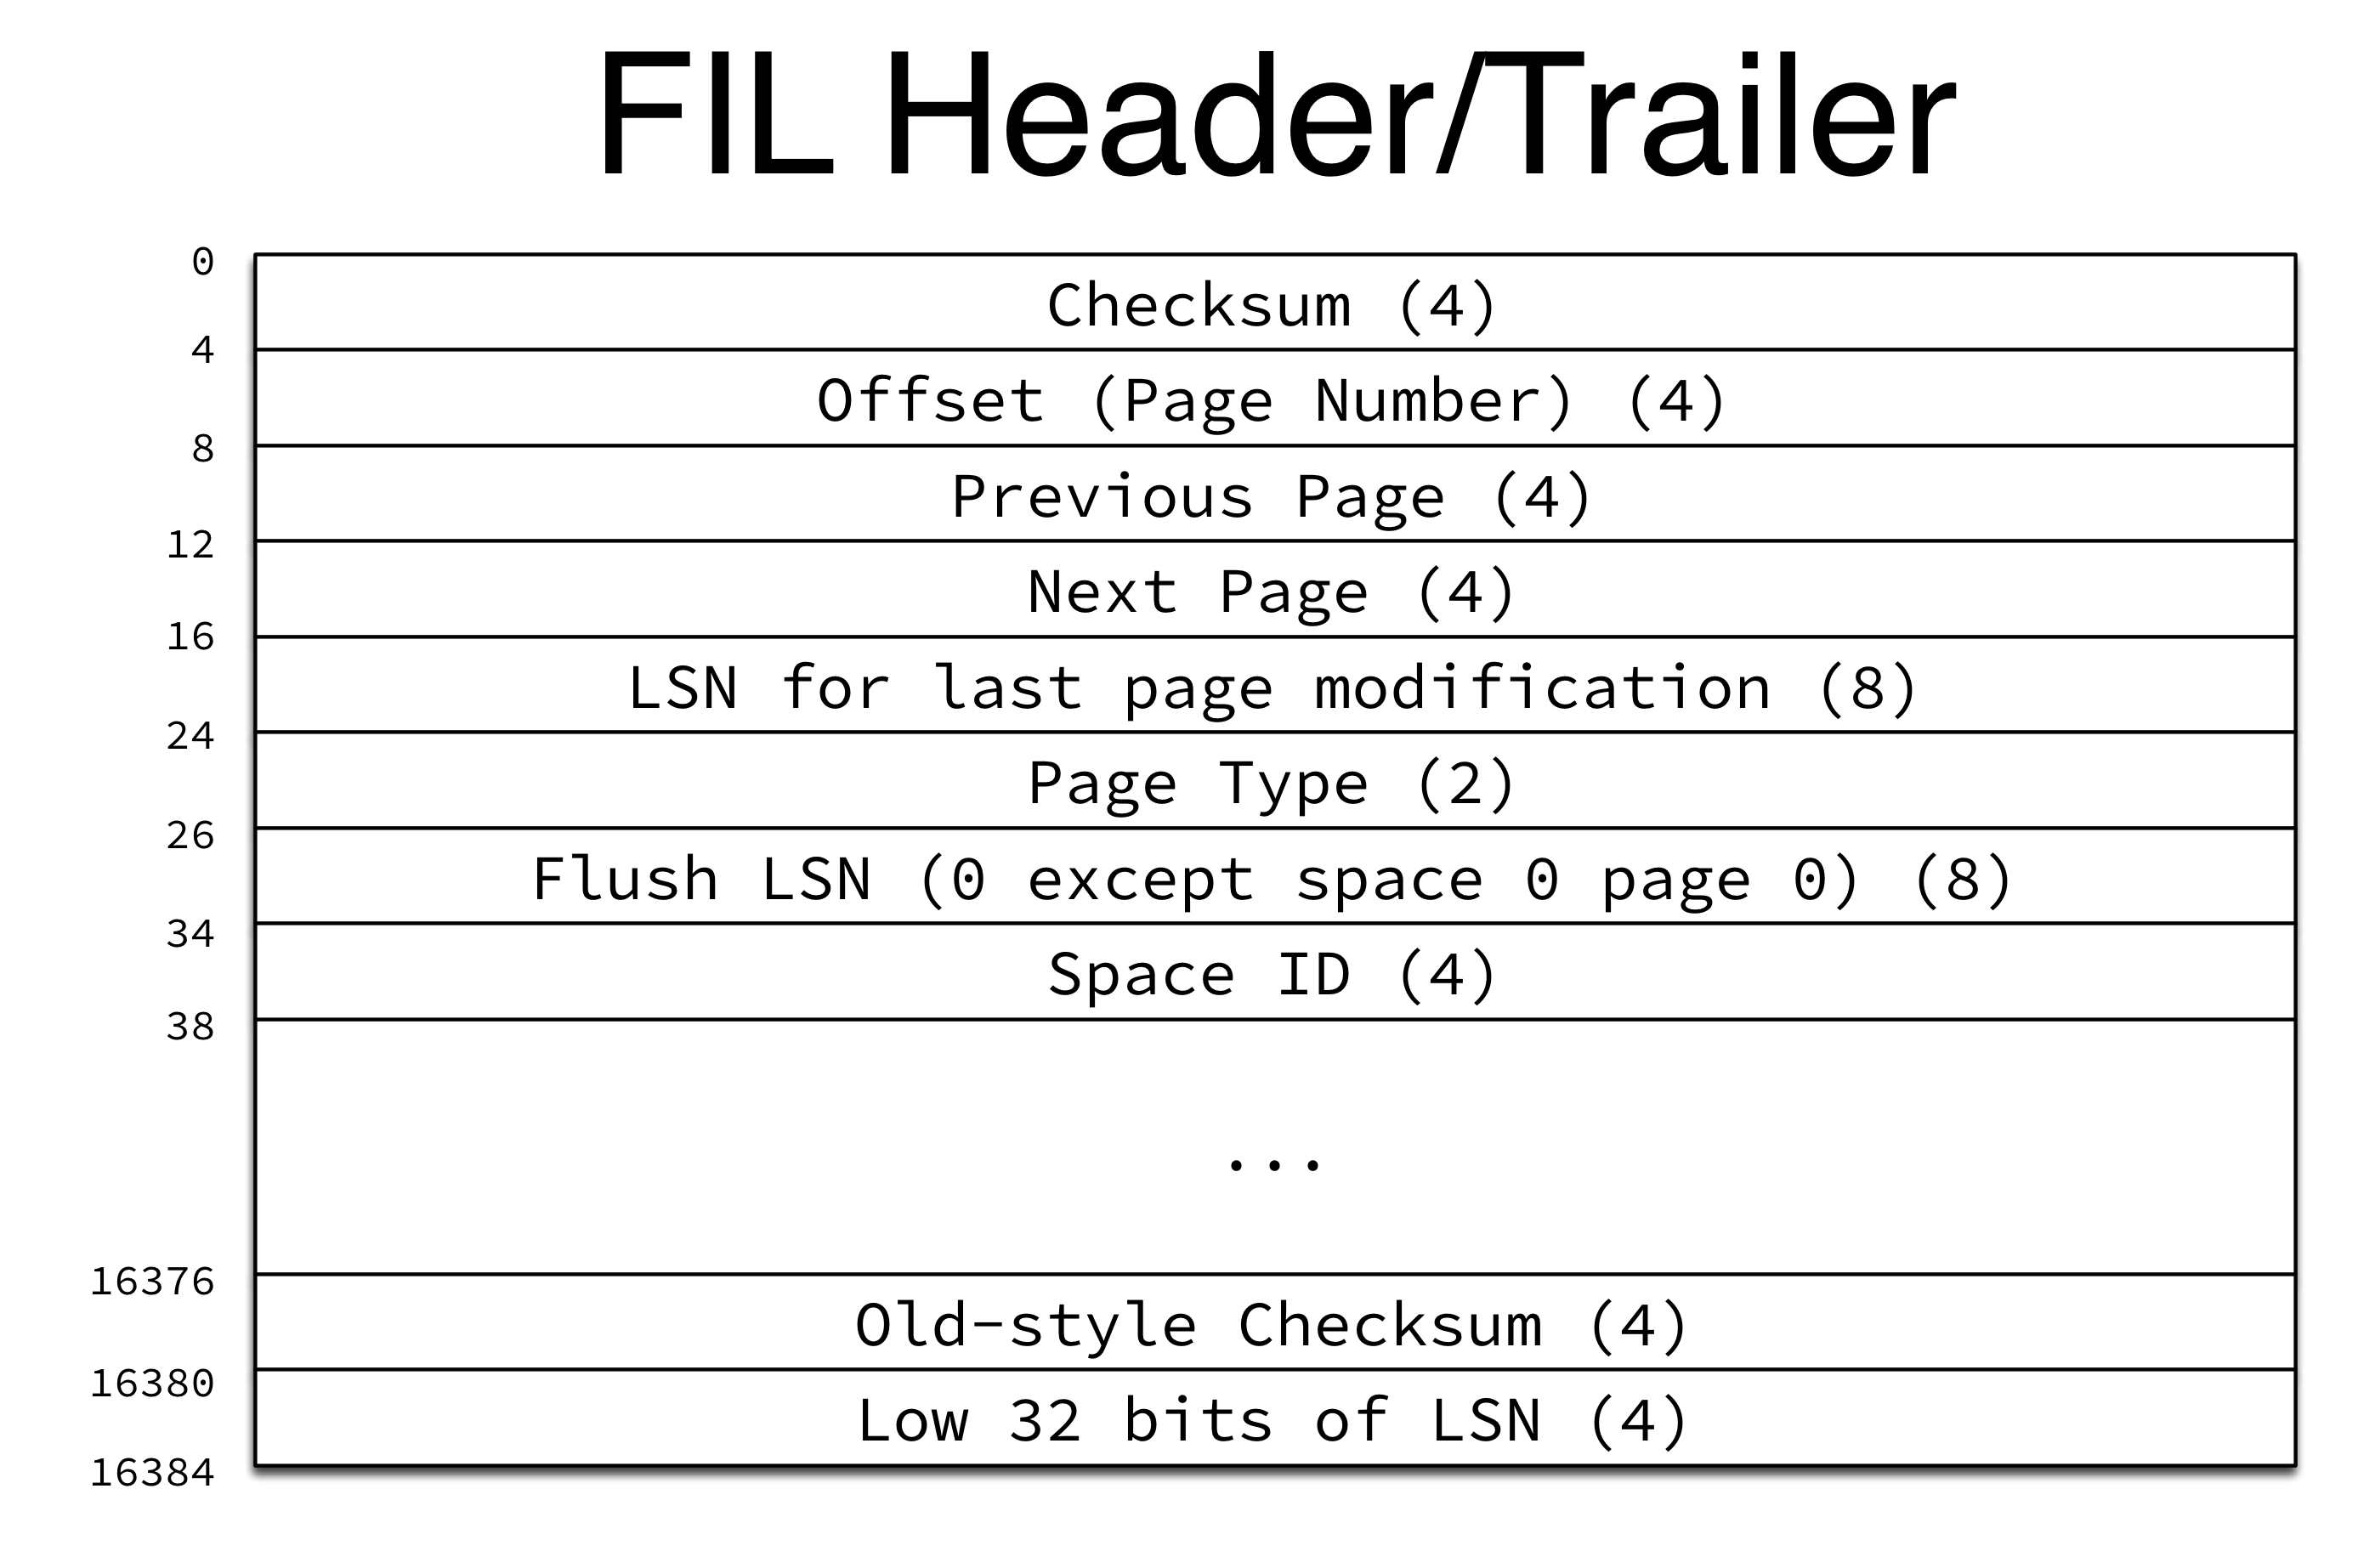 FIL Header/Trailer
0
Checksum (4)
4
Offset (Page Number) (4)
8
Previous Page (4)
12
Next Page (4)
16
LSN for last page modification (8)
24
Page Type (2)
26
Flush LSN (0 except space 0 page 0) (8)
34
Space ID (4)
38
...
16376
Old-style Checksum (4)
16380
Low 32 bits of LSN (4)
16384